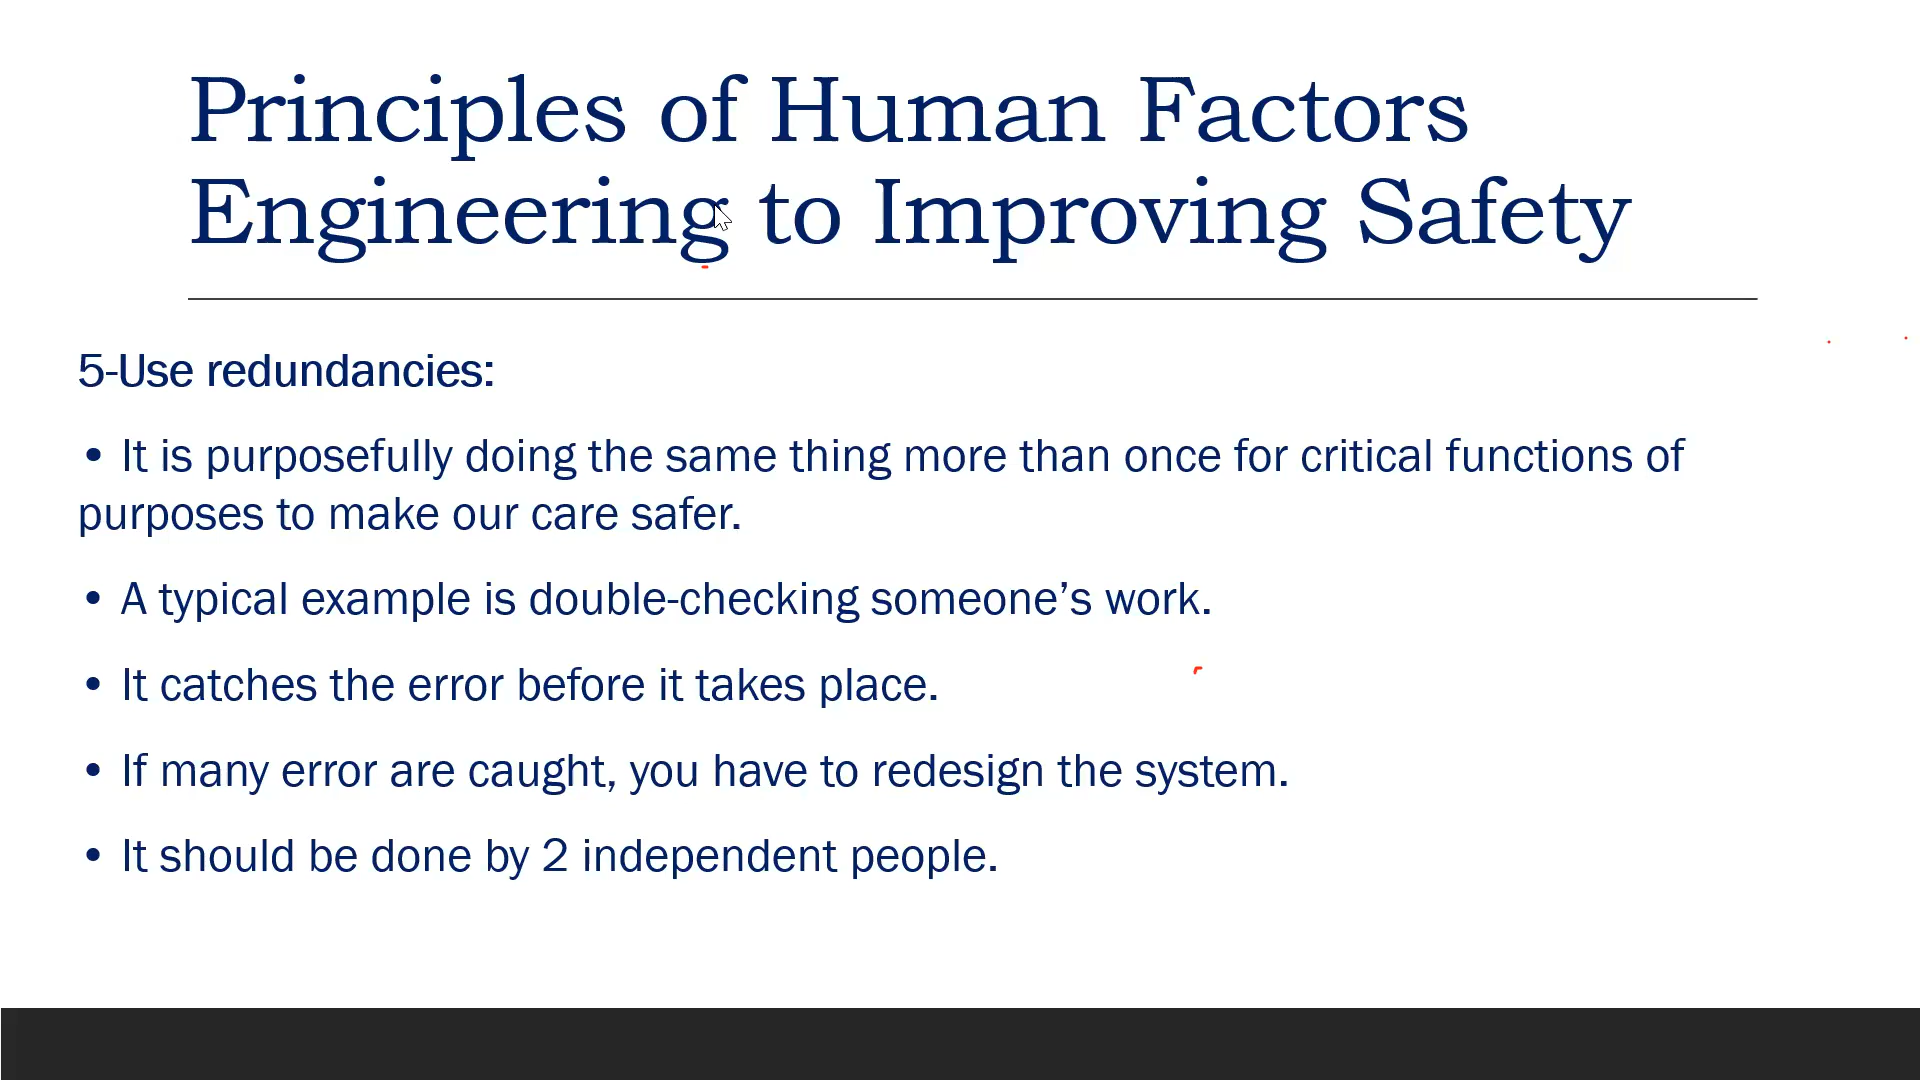 Principles of Human Factors
Engineering to Improving Safety
5-Use redundancies:
• It is purposefully doing the same thing more than once for critical functions of
purposes to make our care safer.
• A typical example is double-checking someone’s work.
• It catches the error before it takes place.
• If many error are caught, you have to redesign the system.
• It should be done by 2 independent people.